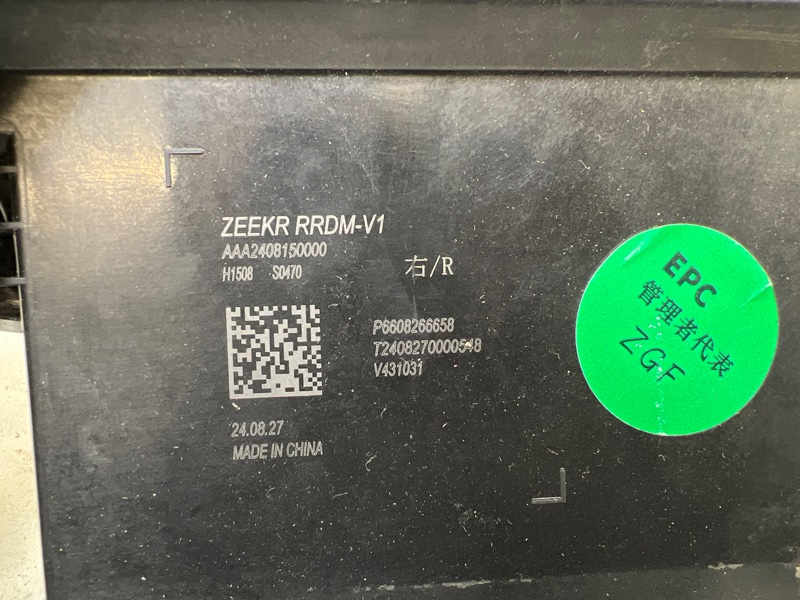 ZEEKR RRDM-V1
AAA2408150000
H1508 S0470
右/R
P6608266658
T2408270000548
V431031
24.08.27
MADE IN CHINA
EPC
管理者代表
ZGF